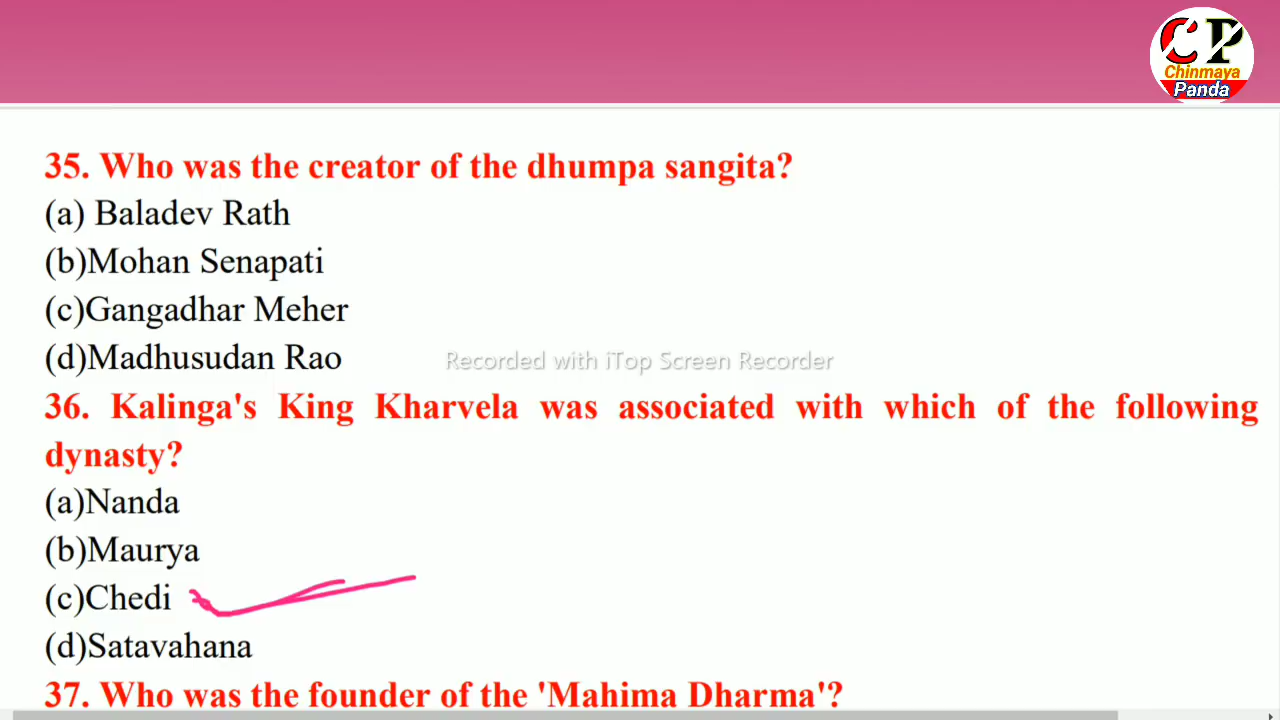 CP
Chinmaya
Panda
35. Who was the creator of the dhumpa sangita?
(a) Baladev Rath
(b)Mohan Senapati
(c)Gangadhar Meher
(d)Madhusudan Rao
Recorded with iTop Screen Recorder
36. Kalinga's King Kharvela was associated with which of the following
dynasty?
(a)Nanda
(b)Maurya
(c)Chedi
(d)Satavahana
37. Who was the founder of the 'Mahima Dharma'?